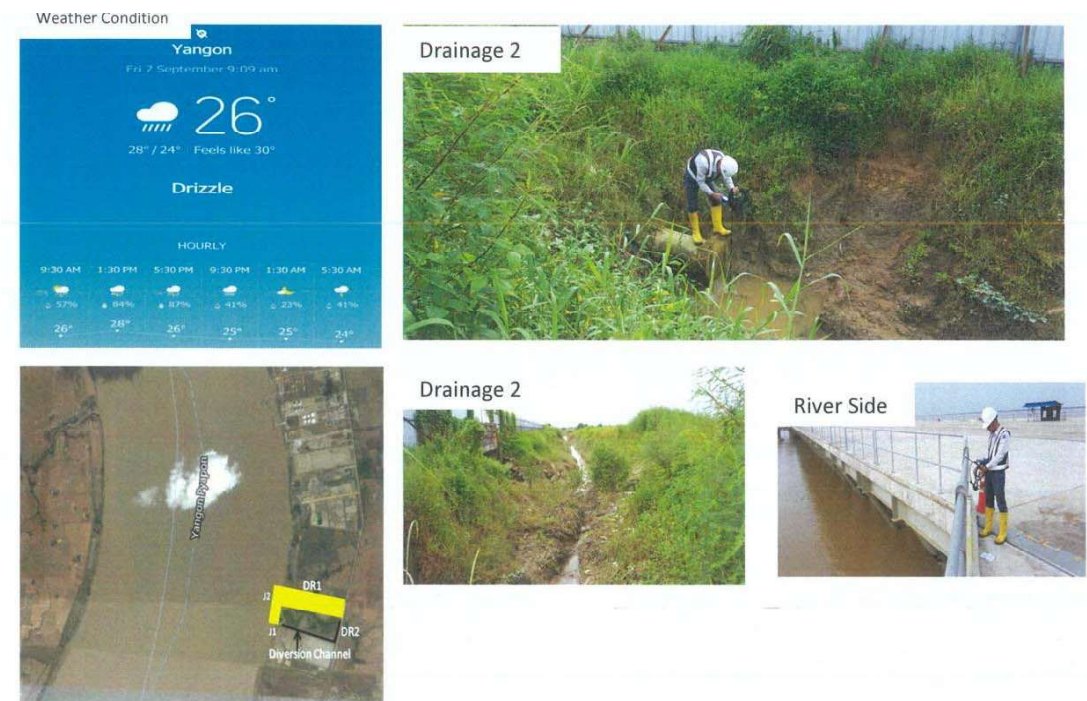 Weather Condition
Yangon
Fri 7 September 9:09 am
26°
28° / 24° Feels like 30°
Drizzle
HOURLY
9:30 AM 1:30 PM 5:30 PM 9:30 PM 1:30 AM 5:30 AM
57% 84% 87% 41% 23% 41%
26° 28° 26° 25° 25° 24°
Drainage 2
Yangon-Pyapon
DR1
J2
J1
DR2
Diversion Channel
Drainage 2
River Side